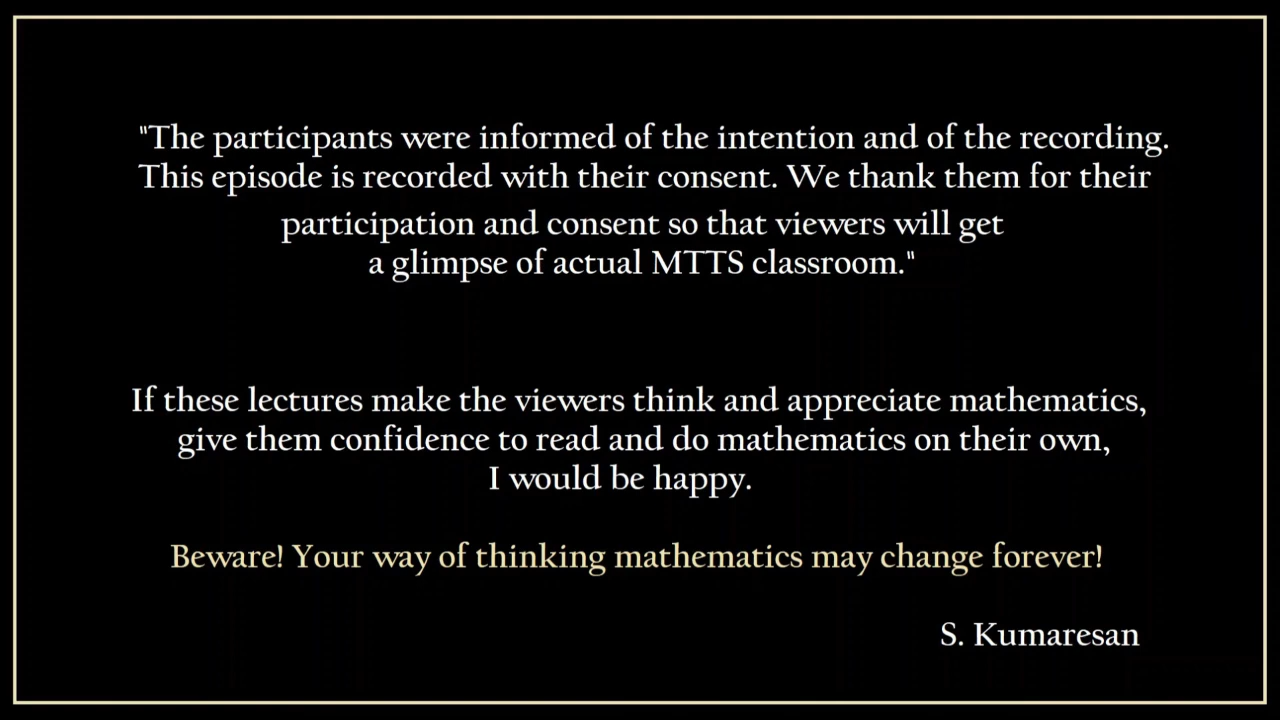 "The participants were informed of the intention and of the recording.
This episode is recorded with their consent. We thank them for their
participation and consent so that viewers will get
a glimpse of actual MTTS classroom."
If these lectures make the viewers think and appreciate mathematics,
give them confidence to read and do mathematics on their own,
I would be happy.
Beware! Your way of thinking mathematics may change forever!
S. Kumaresan